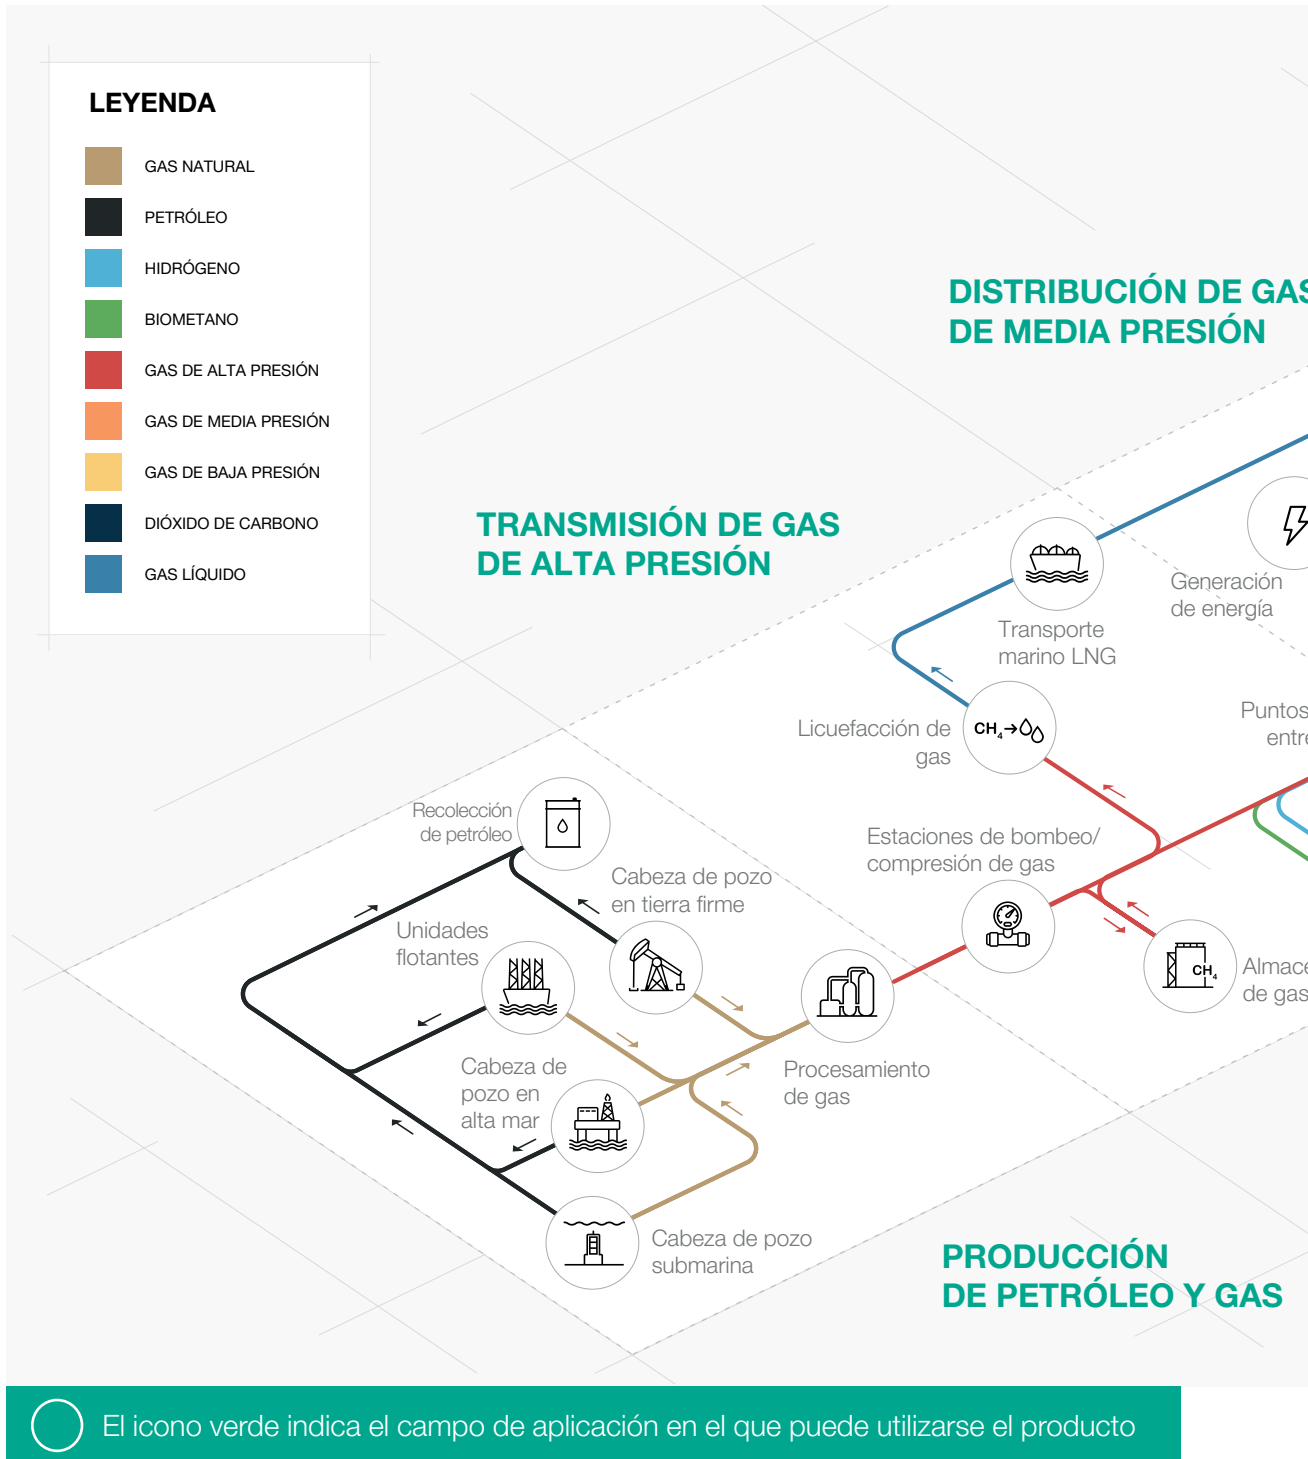 LEYENDA
GAS NATURAL
PETRÓLEO
HIDRÓGENO
BIOMETANO
GAS DE ALTA PRESIÓN
GAS DE MEDIA PRESIÓN
GAS DE BAJA PRESIÓN
DIÓXIDO DE CARBONO
GAS LÍQUIDO
DISTRIBUCIÓN DE GAS
DE MEDIA PRESIÓN
TRANSMISIÓN DE GAS
DE ALTA PRESIÓN
Generación
de energía
Transporte
marino LNG
Licuefacción de
gas
CH₄
Puntos
entre
Recolección
de petróleo
Estaciones de bombeo/
compresión de gas
Cabeza de pozo
en tierra firme
Unidades
flotantes
CH₄
Almace
de gas
Cabeza de
pozo en
alta mar
Procesamiento
de gas
Cabeza de pozo
submarina
PRODUCCIÓN
DE PETRÓLEO Y GAS
El icono verde indica el campo de aplicación en el que puede utilizarse el producto